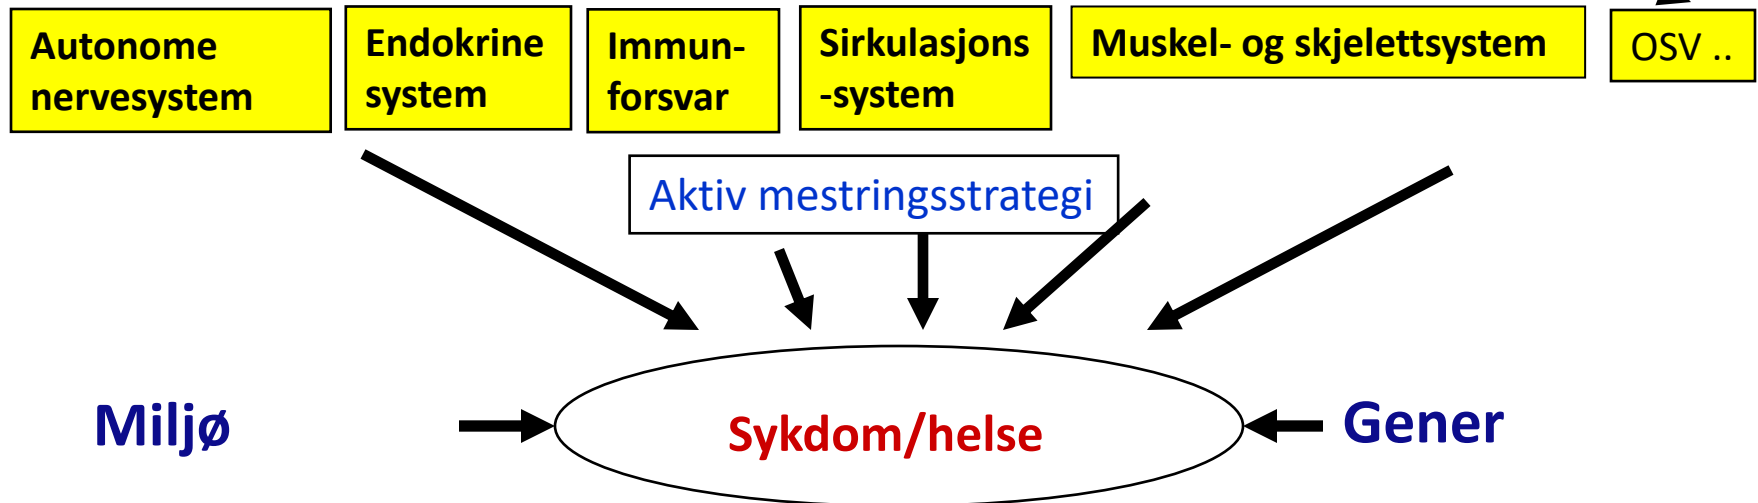 Autonome
nervesystem
Endokrine
system
Immun-
forsvar
Sirkulasjons
-system
Muskel- og skjelettsystem
OSV ..
Aktiv mestringsstrategi
Miljø
Sykdom/helse
Gener